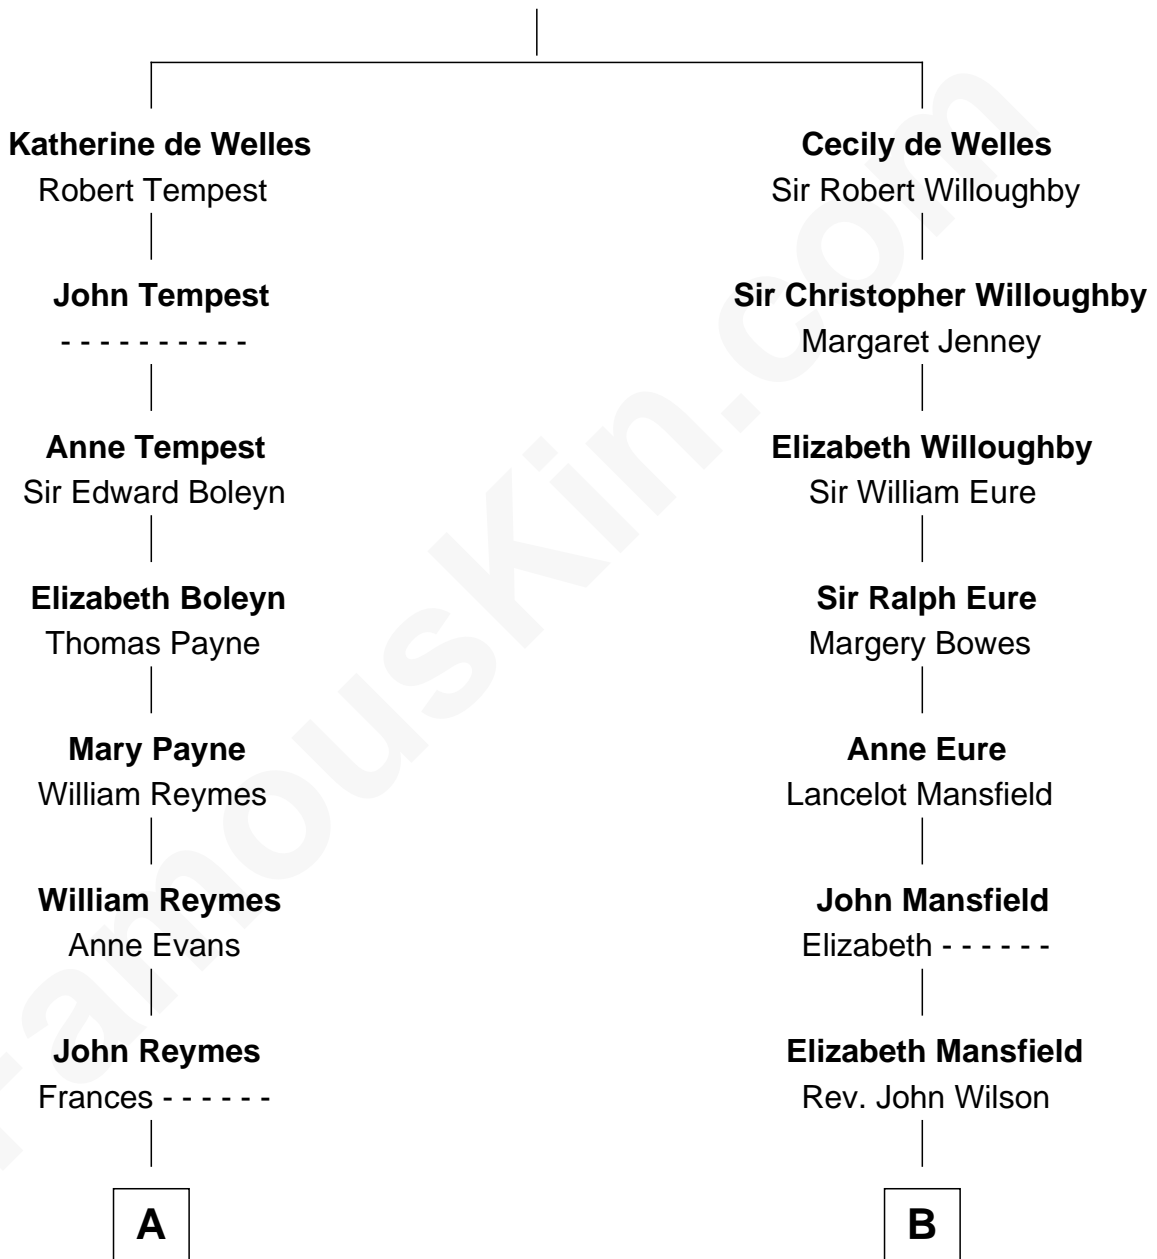 Katherine de Welles
Robert Tempest
Cecily de Welles
Sir Robert Willoughby
John Tempest
- - - - - - - - - -
Sir Christopher Willoughby
Margaret Jenney
Anne Tempest
Sir Edward Boleyn
Elizabeth Willoughby
Sir William Eure
Elizabeth Boleyn
Thomas Payne
Sir Ralph Eure
Margery Bowes
Mary Payne
William Reymes
Anne Eure
Lancelot Mansfield
William Reymes
Anne Evans
John Mansfield
Elizabeth - - - - - -
John Reymes
Frances - - - - - -
Elizabeth Mansfield
Rev. John Wilson
A
B
FamousKin.com